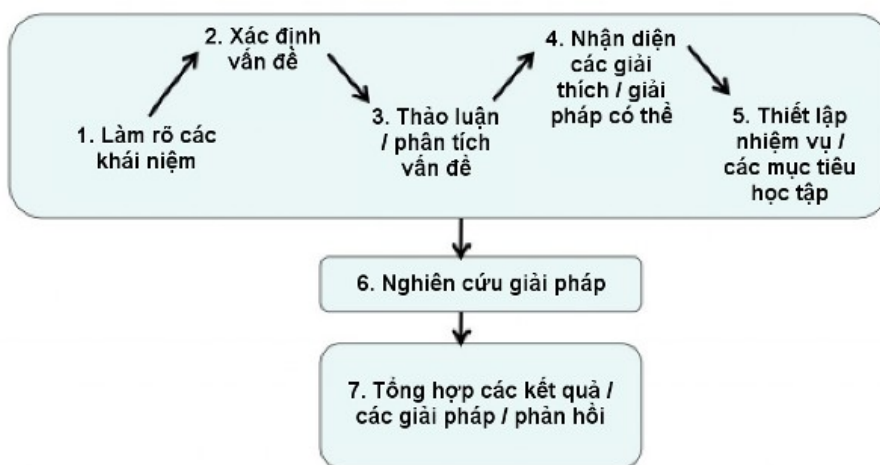 1. Làm rõ các
khái niệm
2. Xác định
vấn đề
3. Thảo luận
/ phân tích
vấn đề
4. Nhận diện
các giải
thích / giải
pháp có thể
5. Thiết lập
nhiệm vụ /
các mục tiêu
học tập
6. Nghiên cứu giải pháp
7. Tổng hợp các kết quả /
các giải pháp / phản hồi